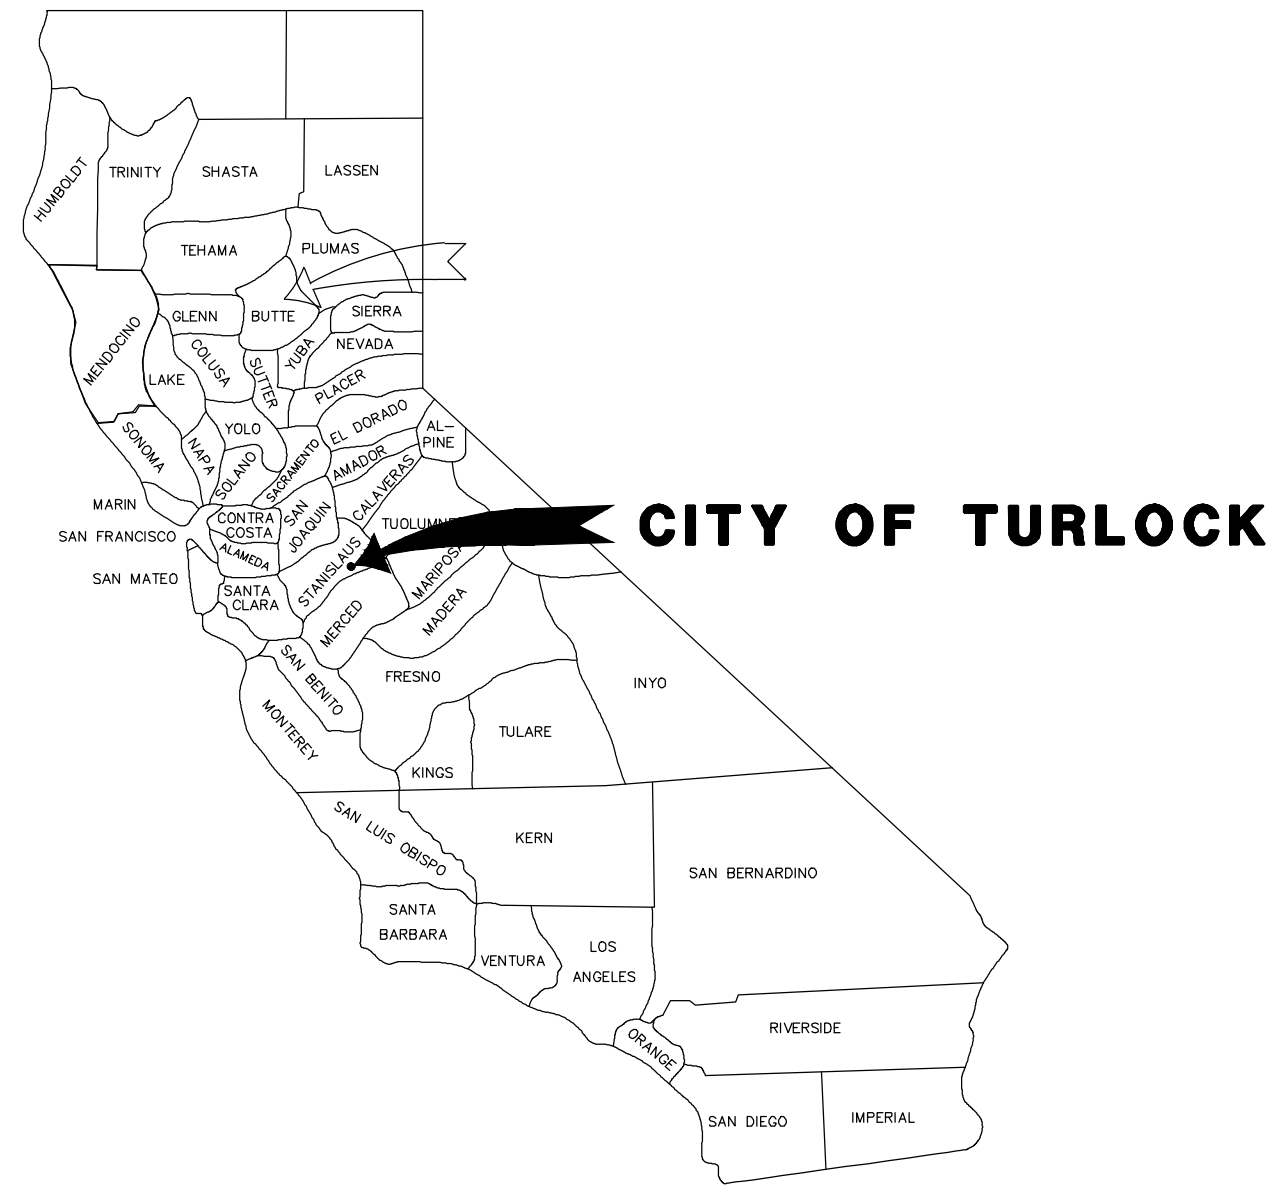 HUMBOLDT
TRINITY
SHASTA
LASSEN
TEHAMA
PLUMAS
GLENN
BUTTE
SIERRA
MENDOCINO
COLUSA
YUBA
NEVADA
LAKE
SUTTER
PLACER
SONOMA
NAPA
YOLO
EL DORADO
AL-
PINE
SOLANO
SACRAMENTO
AMADOR
CALAVERAS
MARIN
CONTRA
COSTA
SAN
JOAQUIN
TUOLUMNE
CITY OF TURLOCK
SAN FRANCISCO
ALAMEDA
STANISLAUS
MARIPOSA
SAN MATEO
SANTA
CLARA
MERCED
MADERA
SAN BENITO
FRESNO
INYO
MONTEREY
TULARE
KINGS
SAN LUIS OBISPO
KERN
SAN BERNARDINO
SANTA
BARBARA
VENTURA
LOS
ANGELES
ORANGE
RIVERSIDE
SAN DIEGO
IMPERIAL